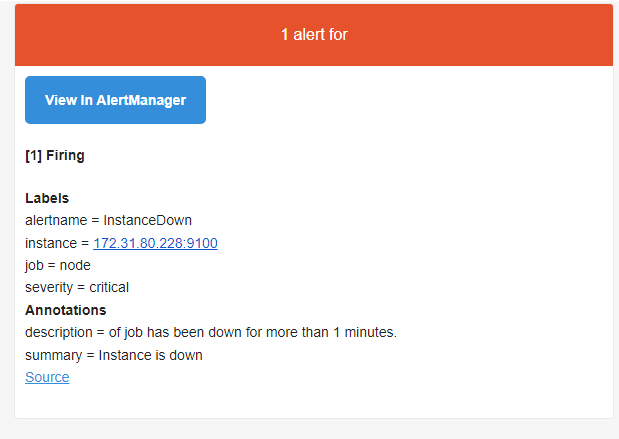 1 alert for
View In AlertManager
[1] Firing
Labels
alertname = InstanceDown
instance = 172.31.80.228:9100
job = node
severity = critical
Annotations
description = of job has been down for more than 1 minutes.
summary = Instance is down
Source